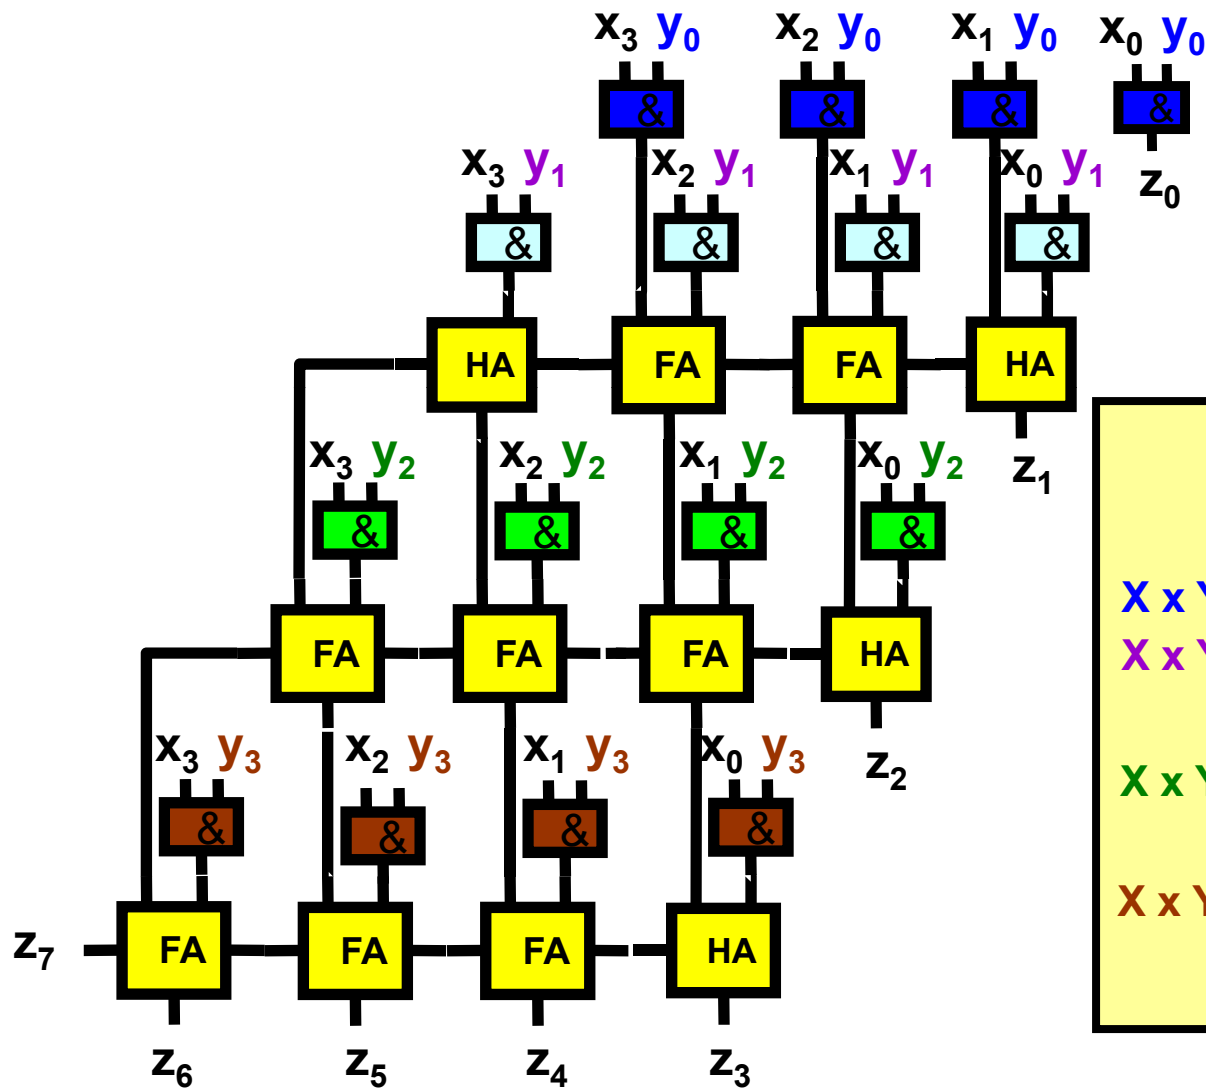 x₃ y₀ x₂ y₀ x₁ y₀ x₀ y₀
& & & &
x₃ y₁ x₂ y₁ x₁ y₁ x₀ y₁ z₀
& & & &
HA FA FA HA
x₃ y₂ x₂ y₂ x₁ y₂ x₀ y₂ z₁
& & & &
X x Y
FA FA FA HA
X x Y
x₃ y₃ x₂ y₃ x₁ y₃ x₀ y₃ z₂
X x Y
& & & &
X x Y
z₇ FA FA FA HA
z₆ z₅ z₄ z₃